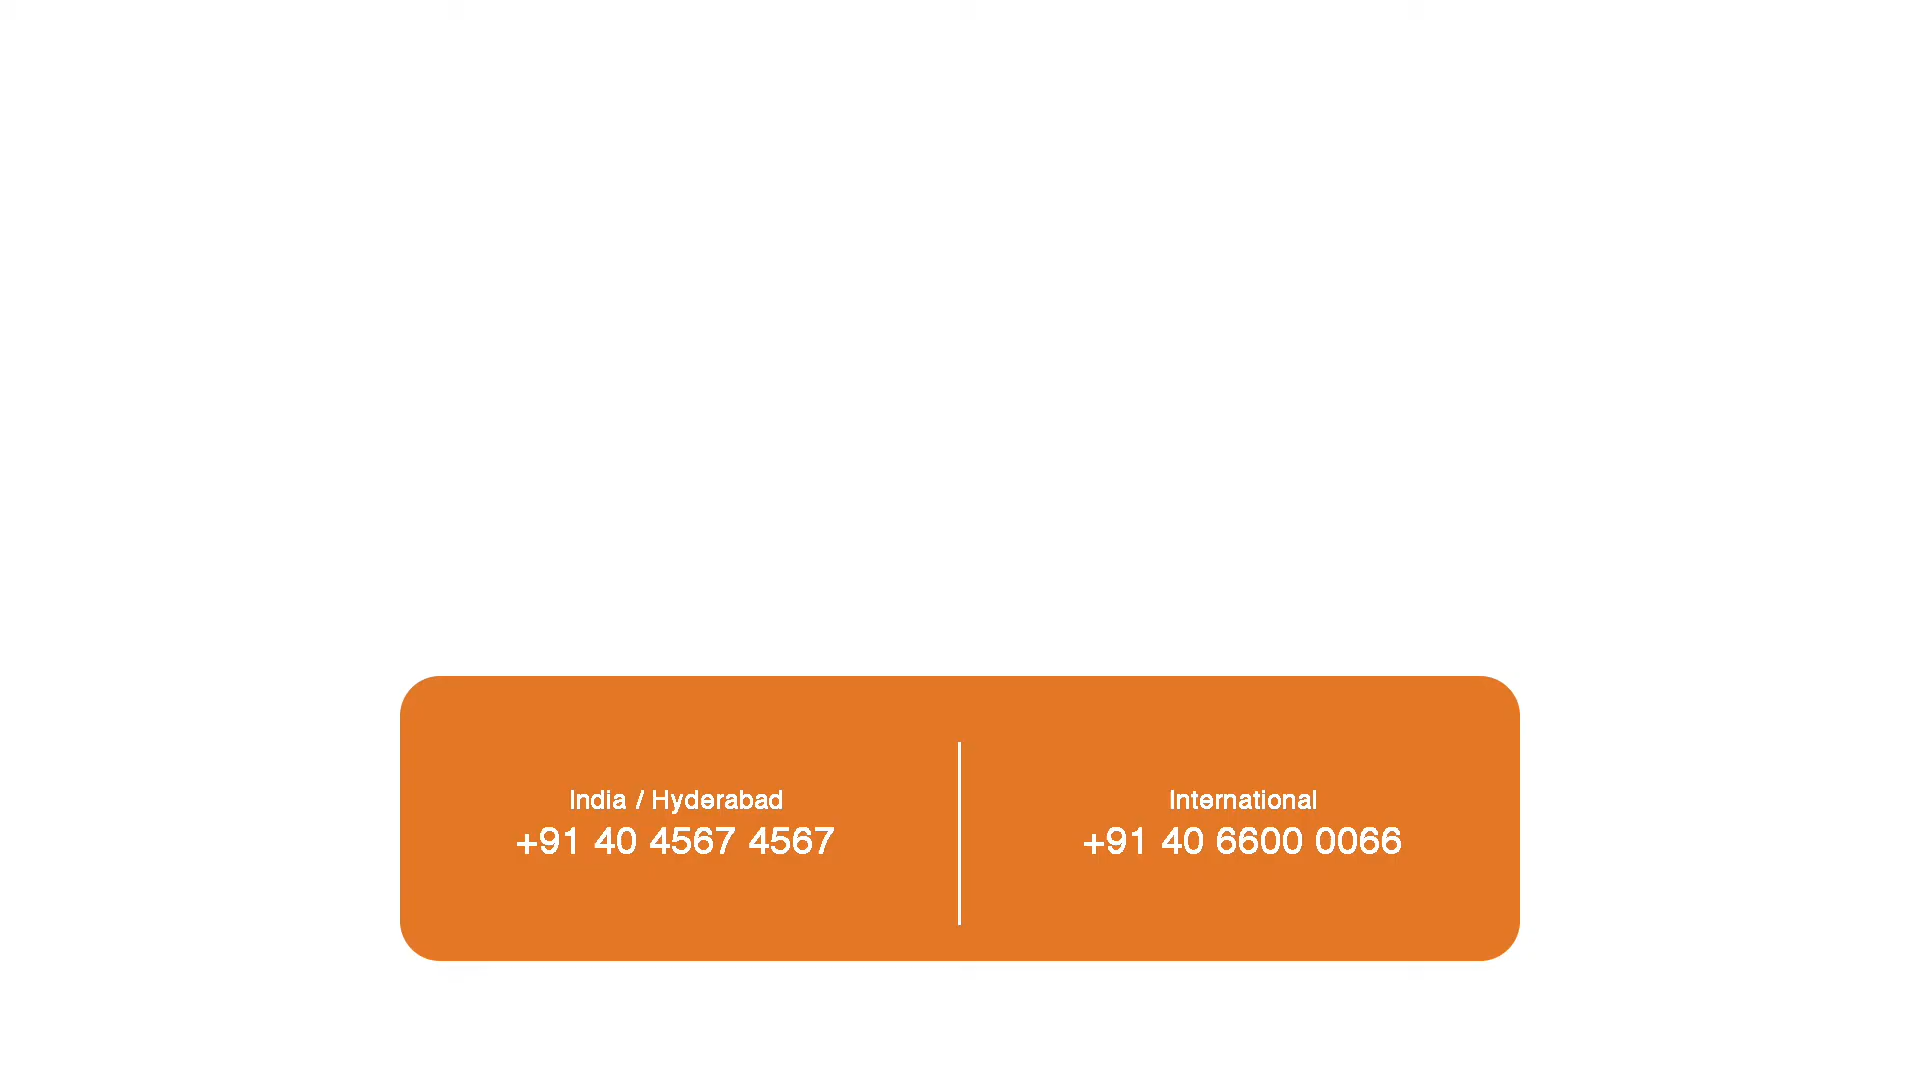 India / Hyderabad
+91 40 4567 4567
International
+91 40 6600 0066